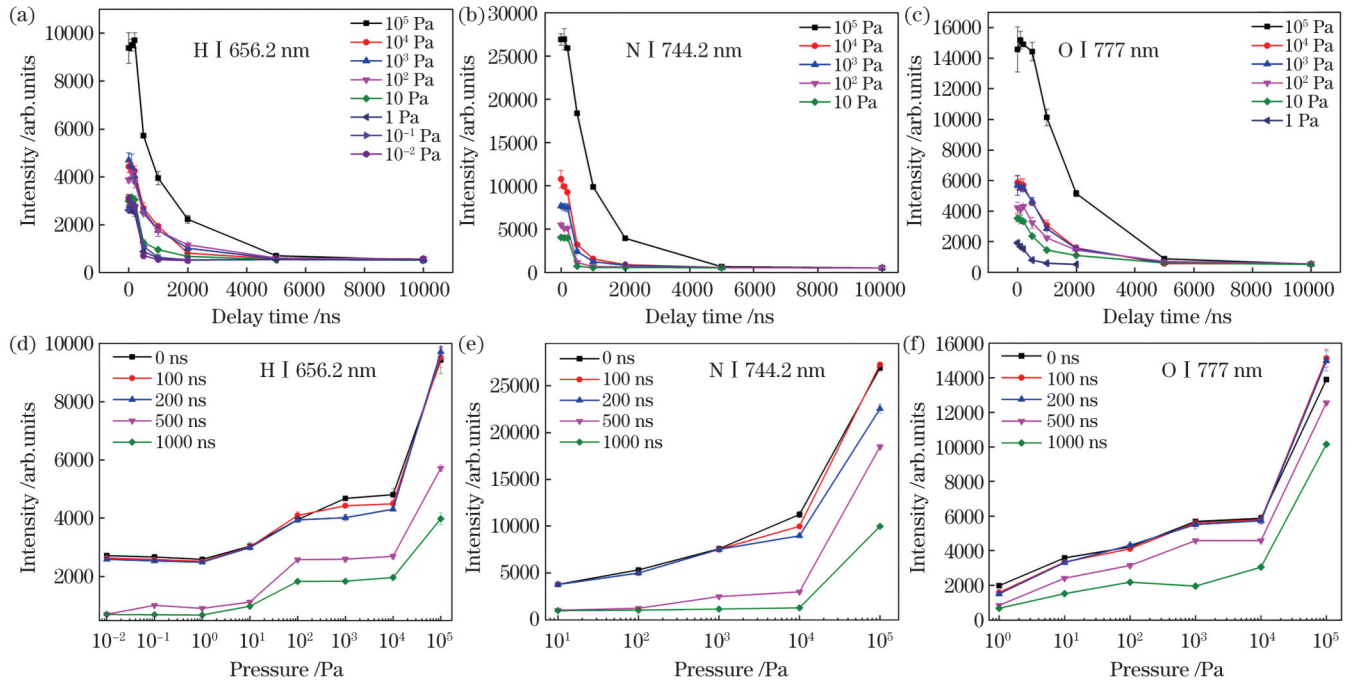 (a)
H Ⅰ 656.2 nm
10⁵ Pa
10⁴ Pa
10³ Pa
10² Pa
10 Pa
1 Pa
10⁻¹ Pa
10⁻² Pa
Intensity /arb.units
10000
8000
6000
4000
2000
0
0 2000 4000 6000 8000 10000
Delay time /ns
(b)
N Ⅰ 744.2 nm
10⁵ Pa
10⁴ Pa
10³ Pa
10² Pa
10 Pa
Intensity /arb.units
30000
25000
20000
15000
10000
5000
0
0 2000 4000 6000 8000 10000
Delay time /ns
(c)
O Ⅰ 777 nm
10⁵ Pa
10⁴ Pa
10³ Pa
10² Pa
10 Pa
1 Pa
Intensity /arb.units
16000
14000
12000
10000
8000
6000
4000
2000
0
0 2000 4000 6000 8000 10000
Delay time /ns
(d)
H Ⅰ 656.2 nm
0 ns
100 ns
200 ns
500 ns
1000 ns
Intensity /arb.units
10000
8000
6000
4000
2000
10⁻² 10⁻¹ 10⁰ 10¹ 10² 10³ 10⁴ 10⁵
Pressure /Pa
(e)
N Ⅰ 744.2 nm
0 ns
100 ns
200 ns
500 ns
1000 ns
Intensity /arb.units
25000
20000
15000
10000
5000
0
10¹ 10² 10³ 10⁴ 10⁵
Pressure /Pa
(f)
O Ⅰ 777 nm
0 ns
100 ns
200 ns
500 ns
1000 ns
Intensity /arb.units
16000
14000
12000
10000
8000
6000
4000
2000
0
10⁰ 10¹ 10² 10³ 10⁴ 10⁵
Pressure /Pa